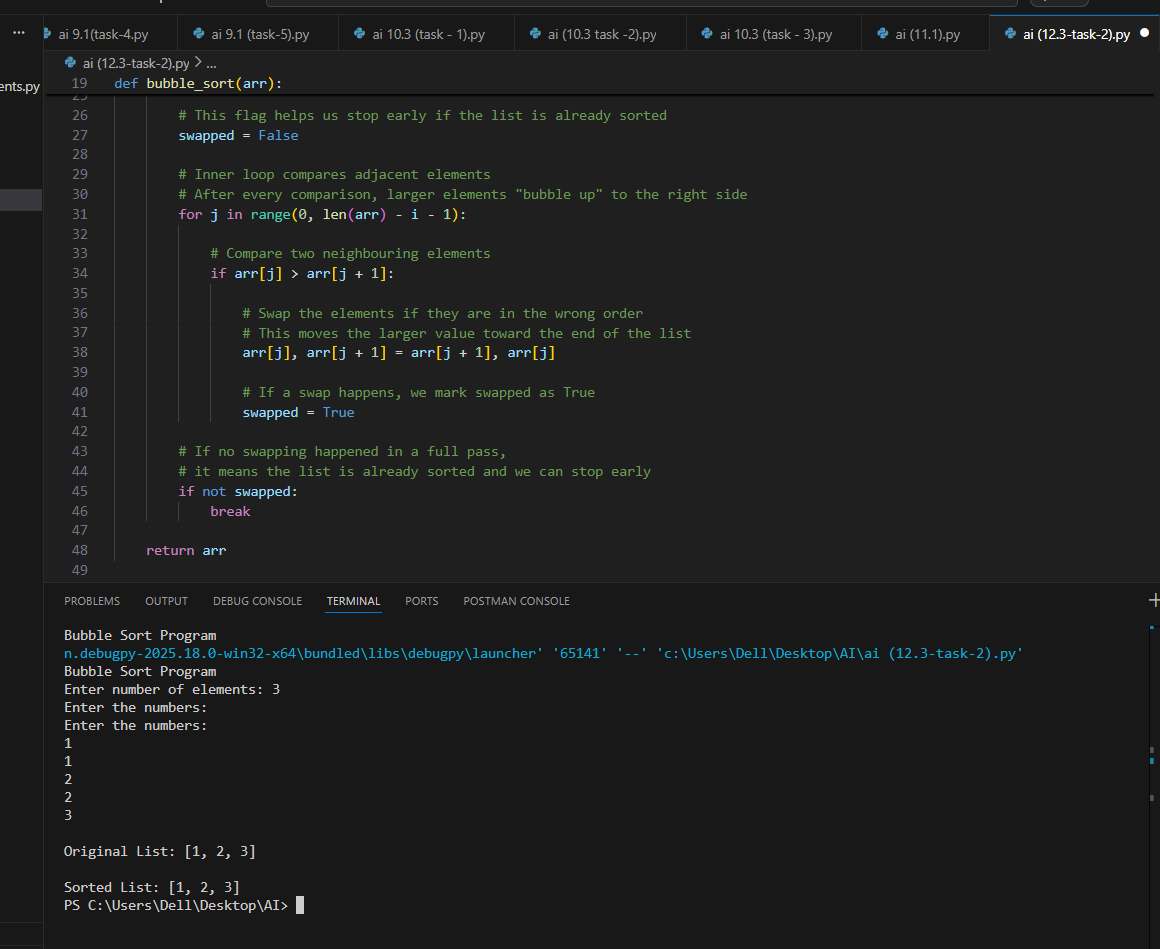 ...
ai 9.1(task-4.py
ai 9.1 (task-5).py
ai 10.3 (task - 1).py
ai (10.3 task -2).py
ai 10.3 (task - 3).py
ai (11.1).py
ai (12.3-task-2).py
ents.py
ai (12.3-task-2).py > ...
19 def bubble_sort(arr):
25
26 # This flag helps us stop early if the list is already sorted
27 swapped = False
28
29 # Inner loop compares adjacent elements
30 # After every comparison, larger elements "bubble up" to the right side
31 for j in range(0, len(arr) - i - 1):
32
33 # Compare two neighbouring elements
34 if arr[j] > arr[j + 1]:
35
36 # Swap the elements if they are in the wrong order
37 # This moves the larger value toward the end of the list
38 arr[j], arr[j + 1] = arr[j + 1], arr[j]
39
40 # If a swap happens, we mark swapped as True
41 swapped = True
42
43 # If no swapping happened in a full pass,
44 # it means the list is already sorted and we can stop early
45 if not swapped:
46 break
47
48 return arr
49
PROBLEMS OUTPUT DEBUG CONSOLE TERMINAL PORTS POSTMAN CONSOLE
Bubble Sort Program
n.debugpy-2025.18.0-win32-x64\bundled\libs\debugpy\launcher' '65141' '--' 'c:\Users\Dell\Desktop\AI\ai (12.3-task-2).py'
Bubble Sort Program
Enter number of elements: 3
Enter the numbers:
Enter the numbers:
1
1
2
2
3
Original List: [1, 2, 3]
Sorted List: [1, 2, 3]
PS C:\Users\Dell\Desktop\AI>